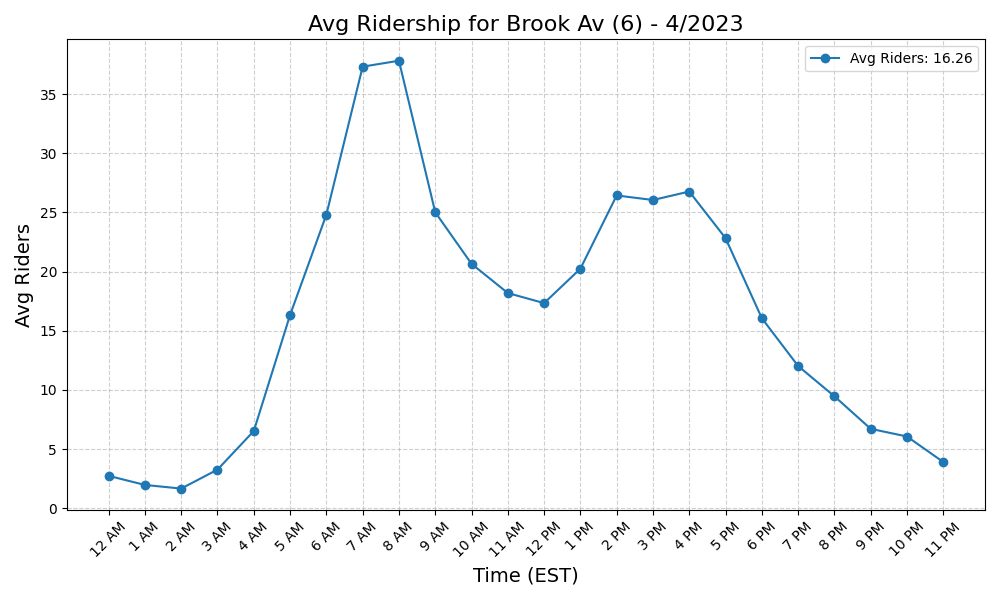 Avg Ridership for Brook Av (6) - 4/2023
Avg Riders: 16.26
Avg Riders
35
30
25
20
15
10
5
0
12 AM
1 AM
2 AM
3 AM
4 AM
5 AM
6 AM
7 AM
8 AM
9 AM
10 AM
11 AM
12 PM
1 PM
2 PM
3 PM
4 PM
5 PM
6 PM
7 PM
8 PM
9 PM
10 PM
11 PM
Time (EST)